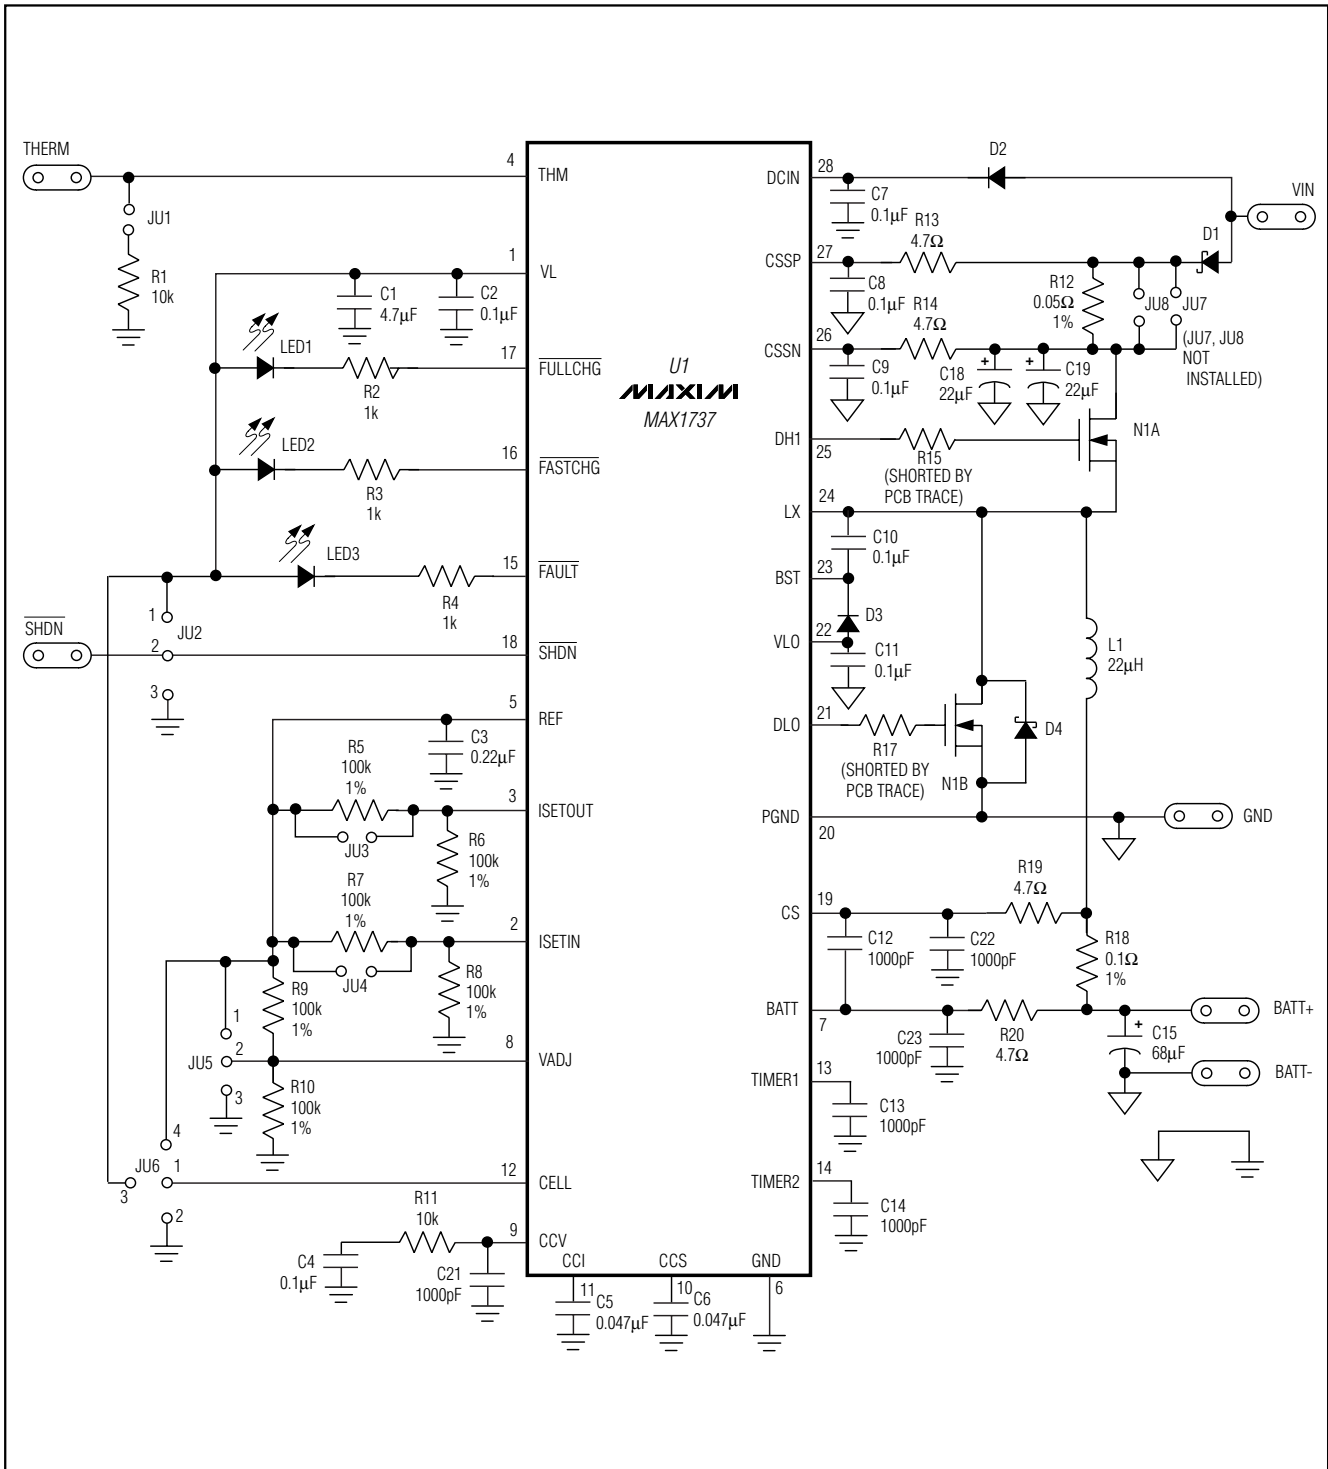 THERM
JU1
R1
10k
4
THM
1
VL
C1
4.7µF
C2
0.1µF
LED1
R2
1k
17
FULLCHG
LED2
R3
1k
16
FASTCHG
LED3
R4
1k
15
FAULT
SHDN
1
JU2
2
3
18
SHDN
5
REF
C3
0.22µF
R5
100k
1%
JU3
3
ISETOUT
R6
100k
1%
R7
100k
1%
JU4
2
ISETIN
R8
100k
1%
R9
100k
1%
1
JU5
2
3
8
VADJ
R10
100k
1%
4
JU6
1
3
2
12
CELL
R11
10k
9
CCV
C4
0.1µF
C21
1000pF
CCI
11
C5
0.047µF
CCS
10
C6
0.047µF
GND
6
U1
MAXIM
MAX1737
DCIN
28
C7
0.1µF
D2
VIN
D1
CSSP
27
R13
4.7Ω
C8
0.1µF
R12
0.05Ω
1%
JU8
JU7
(JU7, JU8
NOT
INSTALLED)
CSSN
26
R14
4.7Ω
C9
0.1µF
+
C18
22µF
+
C19
22µF
DH1
25
R15
(SHORTED BY
PCB TRACE)
N1A
LX
24
C10
0.1µF
BST
23
D3
VLO
22
C11
0.1µF
L1
22µH
DLO
21
R17
(SHORTED BY
PCB TRACE)
N1B
D4
PGND
20
GND
CS
19
R19
4.7Ω
C12
1000pF
C22
1000pF
R18
0.1Ω
1%
BATT
7
C23
1000pF
R20
4.7Ω
+
C15
68µF
BATT+
BATT-
TIMER1
13
C13
1000pF
TIMER2
14
C14
1000pF